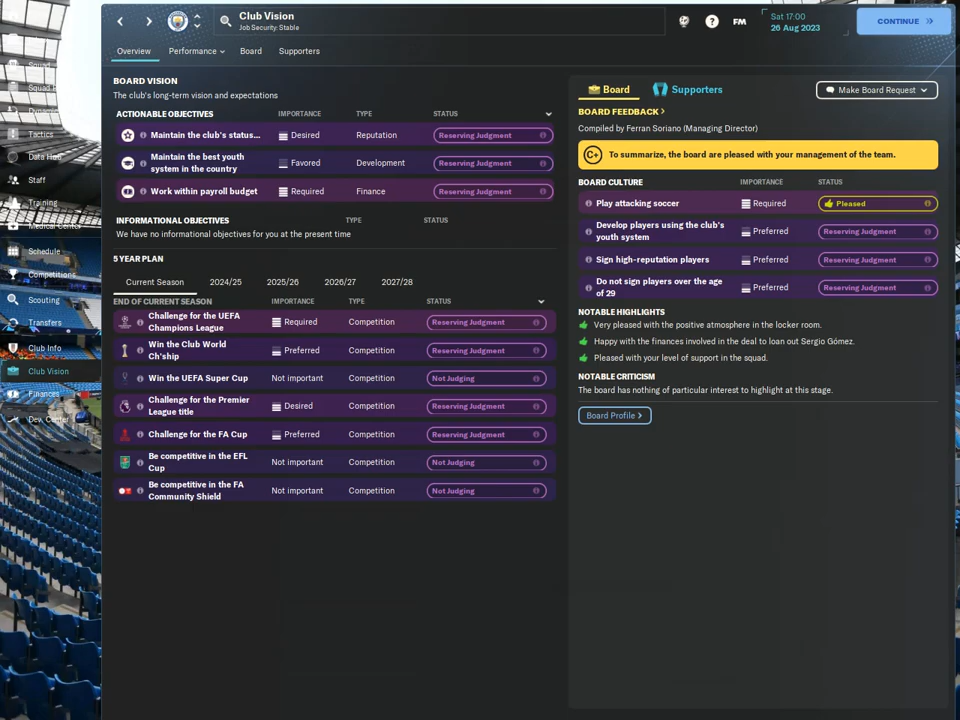 Club Vision
Job Security: Stable
?
FM
Sat 17:00
26 Aug 2023
CONTINUE
Overview
Performance
Board
Supporters
Squad
Tactics
Data Hub
Staff
Training
Medical Center
Schedule
Competitions
Scouting
Transfers
Club Info
Club Vision
Finances
Dev. Center
BOARD VISION
The club's long-term vision and expectations
ACTIONABLE OBJECTIVES IMPORTANCE TYPE STATUS
Maintain the club's status... Desired Reputation Reserving Judgment
Maintain the best youth
system in the country Favored Development Reserving Judgment
Work within payroll budget Required Finance Reserving Judgment
INFORMATIONAL OBJECTIVES TYPE STATUS
We have no informational objectives for you at the present time
5 YEAR PLAN
Current Season 2024/25 2025/26 2026/27 2027/28
END OF CURRENT SEASON IMPORTANCE TYPE STATUS
Challenge for the UEFA
Champions League Required Competition Reserving Judgment
Win the Club World
Ch'ship Preferred Competition Reserving Judgment
Win the UEFA Super Cup Not important Competition Not Judging
Challenge for the Premier
League title Desired Competition Reserving Judgment
Challenge for the FA Cup Preferred Competition Reserving Judgment
Be competitive in the EFL
Cup Not important Competition Not Judging
Be competitive in the FA
Community Shield Not important Competition Not Judging
Board
Supporters
Make Board Request
BOARD FEEDBACK >
Compiled by Ferran Soriano (Managing Director)
C+ To summarize, the board are pleased with your management of the team.
BOARD CULTURE IMPORTANCE STATUS
Play attacking soccer Required Pleased
Develop players using the club's
youth system Preferred Reserving Judgment
Sign high-reputation players Preferred Reserving Judgment
Do not sign players over the age
of 29 Preferred Reserving Judgment
NOTABLE HIGHLIGHTS
Very pleased with the positive atmosphere in the locker room.
Happy with the finances involved in the deal to loan out Sergio Gómez.
Pleased with your level of support in the squad.
NOTABLE CRITICISM
The board has nothing of particular interest to highlight at this stage.
Board Profile >